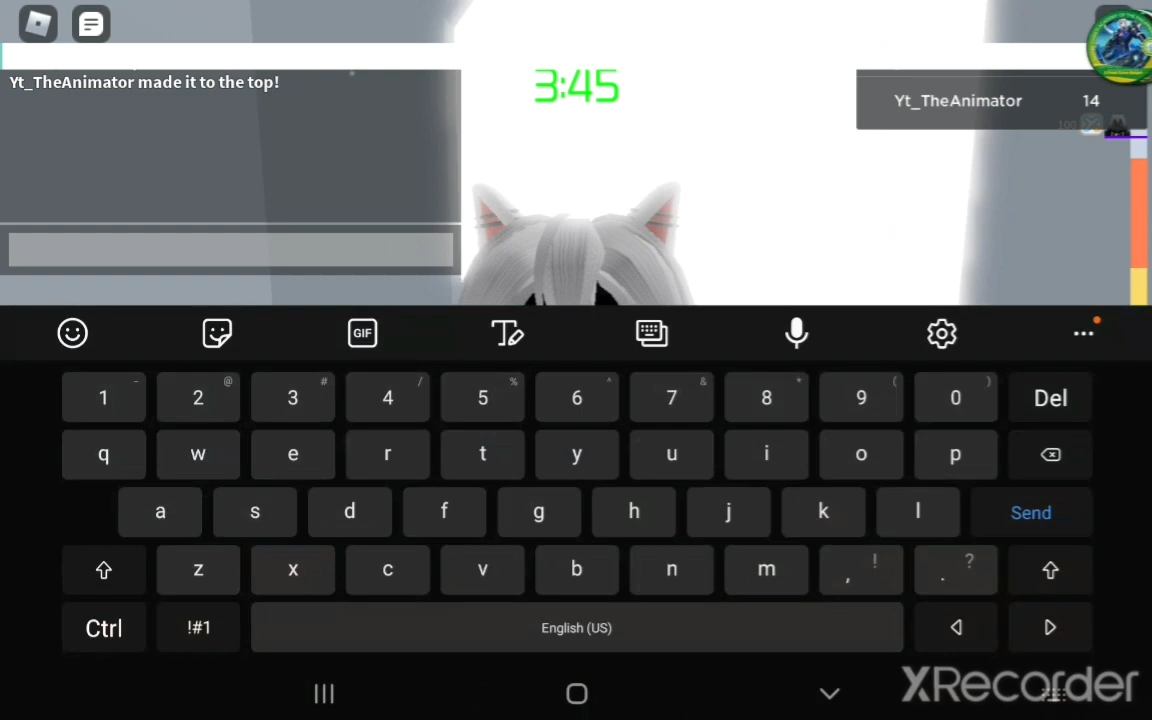 Yt_TheAnimator made it to the top!
3:45
Yt_TheAnimator 14
100
GIF
1 - 2 @ 3 # 4 / 5 % 6 ^ 7 & 8 * 9 ( 0 ) Del
q w e r t y u i o p
a s d f g h j k l Send
z x c v b n m , ! . ?
Ctrl !#1 English (US)
XRecorder